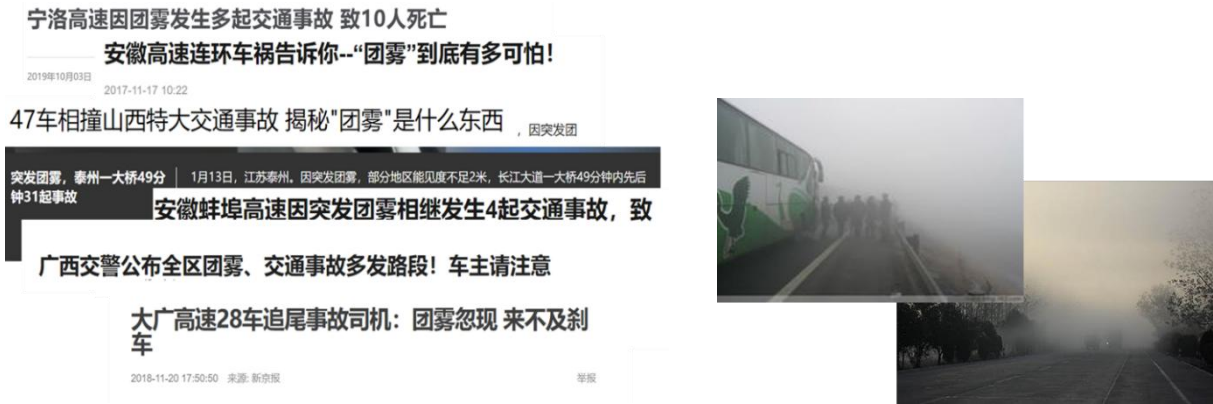 宁洛高速因团雾发生多起交通事故 致10人死亡
安徽高速连环车祸告诉你--“团雾”到底有多可怕！
2019年10月03日
2017-11-17 10:22
47车相撞山西特大交通事故 揭秘"团雾"是什么东西
，因突发团
突发团雾，泰州一大桥49分
钟31起事故
1月13日，江苏泰州。因突发团雾，部分地区能见度不足2米，长江大道一大桥49分钟内先后
安徽蚌埠高速因突发团雾相继发生4起交通事故，致
广西交警公布全区团雾、交通事故多发路段！车主请注意
大广高速28车追尾事故司机：团雾忽现 来不及刹
车
2018-11-20 17:50:50 来源: 新京报
举报